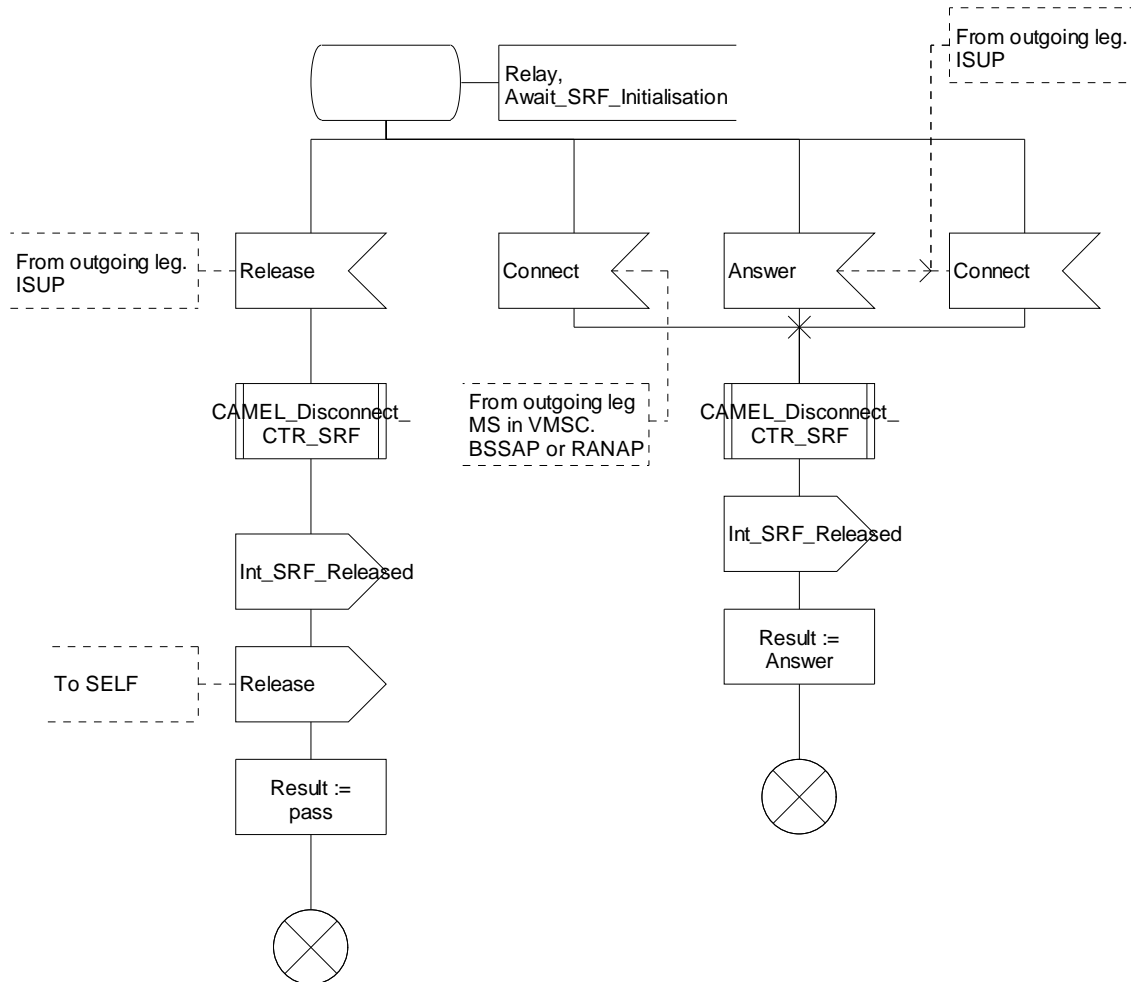 From outgoing leg.
ISUP
Relay,
Await_SRF_Initialisation
From outgoing leg.
ISUP
Release
Connect
Answer
Connect
CAMEL_Disconnect_
CTR_SRF
From outgoing leg
MS in VMSC.
BSSAP or RANAP
CAMEL_Disconnect_
CTR_SRF
Int_SRF_Released
Int_SRF_Released
Result :=
Answer
To SELF
Release
Result :=
pass